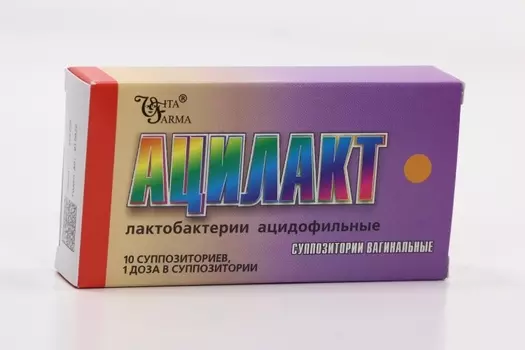 VITA®
FARMA
АЦИЛАКТ
лактобактерии ацидофильные
СУППОЗИТОРИИ ВАГИНАЛЬНЫЕ
10 СУППОЗИТОРИЕВ,
1 ДОЗА В СУППОЗИТОРИИ